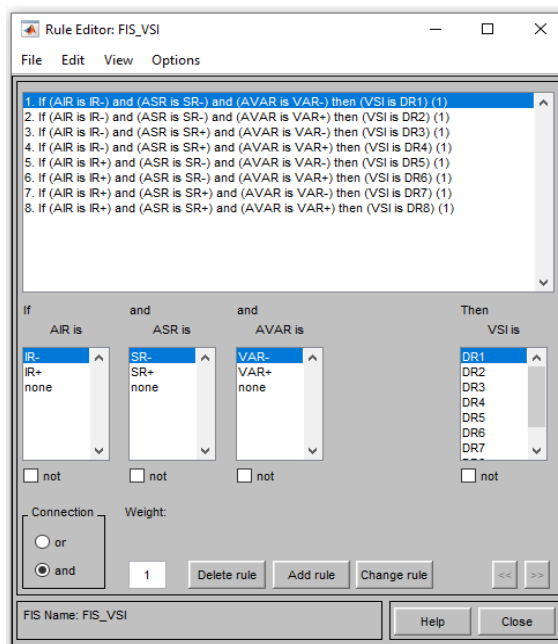 Rule Editor: FIS_VSI
File Edit View Options
1. If (AIR is IR-) and (ASR is SR-) and (AVAR is VAR-) then (VSI is DR1) (1)
2. If (AIR is IR-) and (ASR is SR-) and (AVAR is VAR+) then (VSI is DR2) (1)
3. If (AIR is IR-) and (ASR is SR+) and (AVAR is VAR-) then (VSI is DR3) (1)
4. If (AIR is IR-) and (ASR is SR+) and (AVAR is VAR+) then (VSI is DR4) (1)
5. If (AIR is IR+) and (ASR is SR-) and (AVAR is VAR-) then (VSI is DR5) (1)
6. If (AIR is IR+) and (ASR is SR-) and (AVAR is VAR+) then (VSI is DR6) (1)
7. If (AIR is IR+) and (ASR is SR+) and (AVAR is VAR-) then (VSI is DR7) (1)
8. If (AIR is IR+) and (ASR is SR+) and (AVAR is VAR+) then (VSI is DR8) (1)
If and and Then
AIR is ASR is AVAR is VSI is
IR- SR- VAR- DR1
IR+ SR+ VAR+ DR2
none none none DR3
DR4
DR5
DR6
DR7
not not not not
Connection Weight:
or
and 1 Delete rule Add rule Change rule << >>
FIS Name: FIS_VSI Help Close